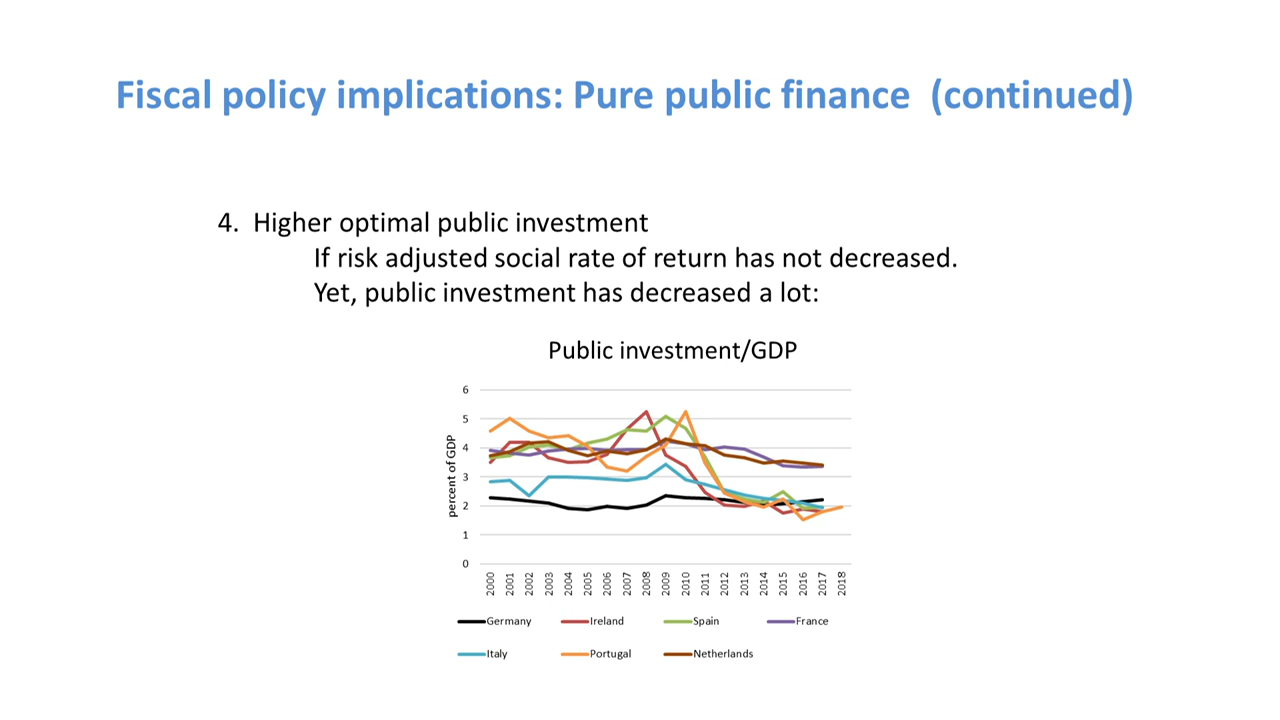 Fiscal policy implications: Pure public finance (continued)
4. Higher optimal public investment
If risk adjusted social rate of return has not decreased.
Yet, public investment has decreased a lot:
Public investment/GDP
percent of GDP
6
5
4
3
2
1
0
2000 2001 2002 2003 2004 2005 2006 2007 2008 2009 2010 2011 2012 2013 2014 2015 2016 2017 2018
Germany Ireland Spain France
Italy Portugal Netherlands